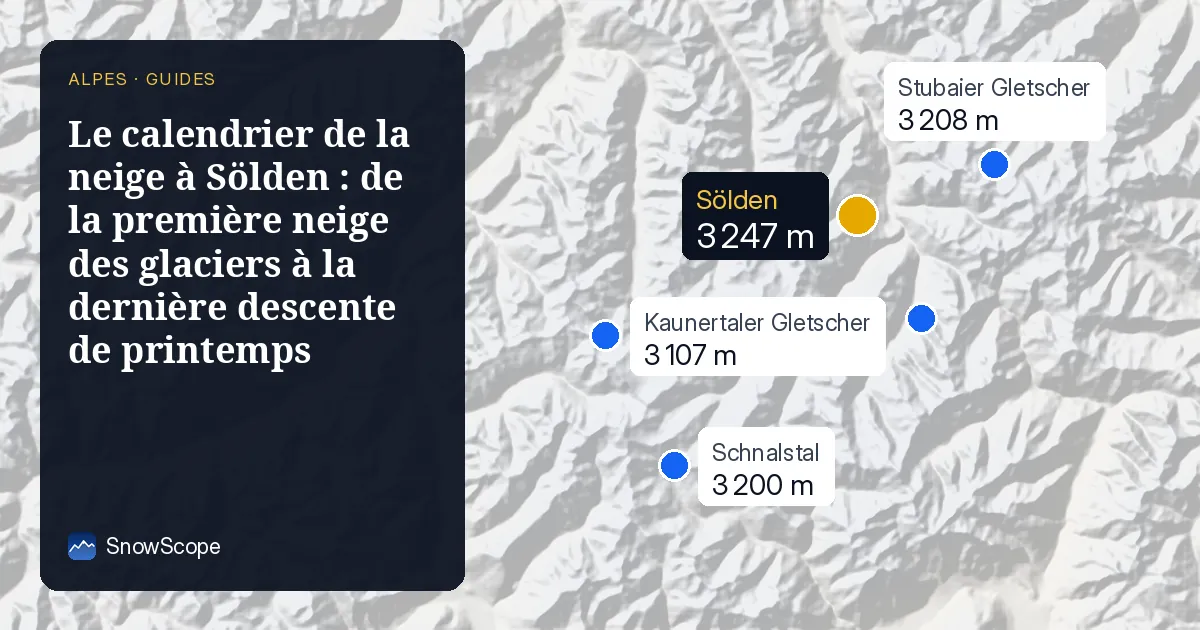 ALPES · GUIDES
Le calendrier de la
neige à Sölden : de
la première neige
des glaciers à la
dernière descente
de printemps
SnowScope
Stubaier Gletscher
3 208 m
Sölden
3 247 m
Kaunertaler Gletscher
3 107 m
Schnalstal
3 200 m